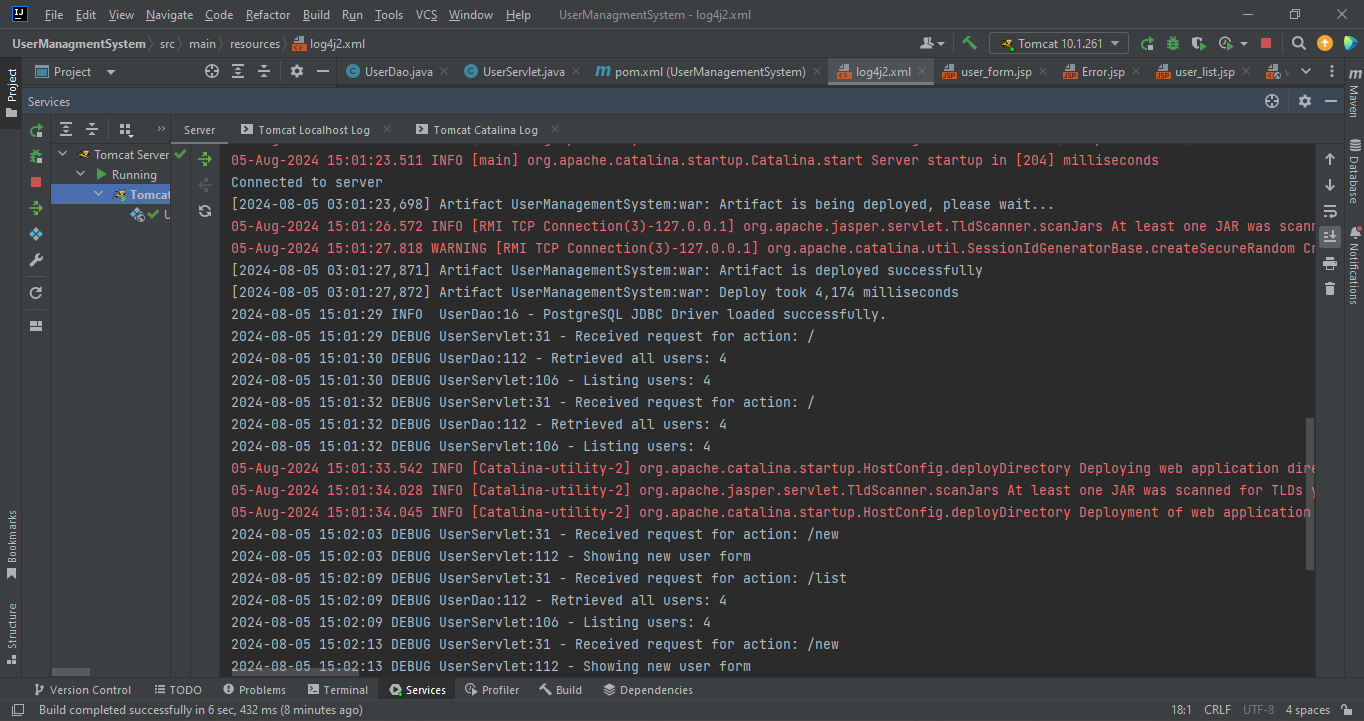 File Edit View Navigate Code Refactor Build Run Tools VCS Window Help UserManagmentSystem - log4j2.xml
UserManagmentSystem src main resources log4j2.xml Tomcat 10.1.261
Project UserDao.java UserServlet.java pom.xml (UserManagementSystem) log4j2.xml user_form.jsp Error.jsp user_list.jsp
Services
Server Tomcat Localhost Log Tomcat Catalina Log
Tomcat Server
Running
Tomcat
05-Aug-2024 15:01:23.511 INFO [main] org.apache.catalina.startup.Catalina.start Server startup in [204] milliseconds
Connected to server
[2024-08-05 03:01:23,698] Artifact UserManagementSystem:war: Artifact is being deployed, please wait...
05-Aug-2024 15:01:26.572 INFO [RMI TCP Connection(3)-127.0.0.1] org.apache.jasper.servlet.TldScanner.scanJars At least one JAR was scann
05-Aug-2024 15:01:27.818 WARNING [RMI TCP Connection(3)-127.0.0.1] org.apache.catalina.util.SessionIdGeneratorBase.createSecureRandom Cr
[2024-08-05 03:01:27,871] Artifact UserManagementSystem:war: Artifact is deployed successfully
[2024-08-05 03:01:27,872] Artifact UserManagementSystem:war: Deploy took 4,174 milliseconds
2024-08-05 15:01:29 INFO  UserDao:16 - PostgreSQL JDBC Driver loaded successfully.
2024-08-05 15:01:29 DEBUG UserServlet:31 - Received request for action: /
2024-08-05 15:01:30 DEBUG UserDao:112 - Retrieved all users: 4
2024-08-05 15:01:30 DEBUG UserServlet:106 - Listing users: 4
2024-08-05 15:01:32 DEBUG UserServlet:31 - Received request for action: /
2024-08-05 15:01:32 DEBUG UserDao:112 - Retrieved all users: 4
2024-08-05 15:01:32 DEBUG UserServlet:106 - Listing users: 4
05-Aug-2024 15:01:33.542 INFO [Catalina-utility-2] org.apache.catalina.startup.HostConfig.deployDirectory Deploying web application dire
05-Aug-2024 15:01:34.028 INFO [Catalina-utility-2] org.apache.jasper.servlet.TldScanner.scanJars At least one JAR was scanned for TLDs y
05-Aug-2024 15:01:34.045 INFO [Catalina-utility-2] org.apache.catalina.startup.HostConfig.deployDirectory Deployment of web application
2024-08-05 15:02:03 DEBUG UserServlet:31 - Received request for action: /new
2024-08-05 15:02:03 DEBUG UserServlet:112 - Showing new user form
2024-08-05 15:02:09 DEBUG UserServlet:31 - Received request for action: /list
2024-08-05 15:02:09 DEBUG UserDao:112 - Retrieved all users: 4
2024-08-05 15:02:09 DEBUG UserServlet:106 - Listing users: 4
2024-08-05 15:02:13 DEBUG UserServlet:31 - Received request for action: /new
2024-08-05 15:02:13 DEBUG UserServlet:112 - Showing new user form
Project
Bookmarks
Structure
Maven
Database
Notifications
Version Control TODO Problems Terminal Services Profiler Build Dependencies
Build completed successfully in 6 sec, 432 ms (8 minutes ago) 18:1 CRLF UTF-8 4 spaces